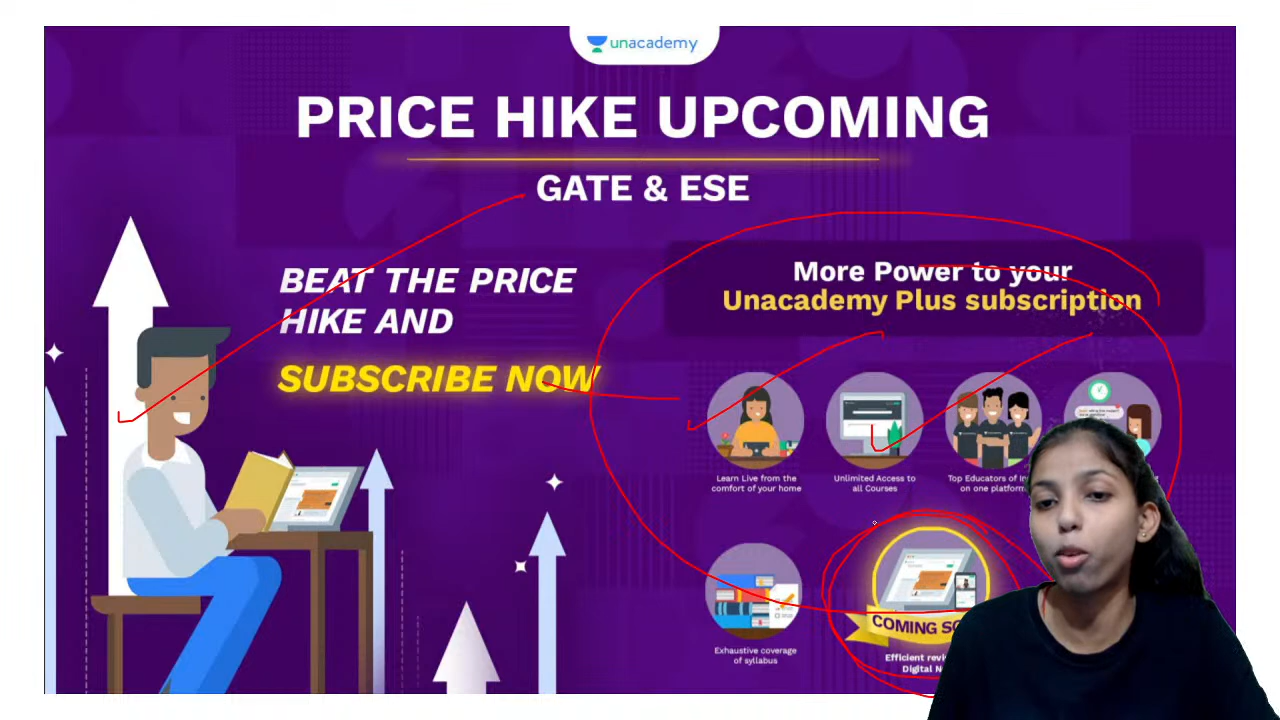 unacademy
PRICE HIKE UPCOMING
GATE & ESE
BEAT THE PRICE
HIKE AND
SUBSCRIBE NOW
More Power to your
Unacademy Plus subscription
Learn Live from the
comfort of your home
Unlimited Access to
all Courses
Top Educators of
on one platform
Exhaustive coverage
of syllabus
COMING
Efficient
Digital